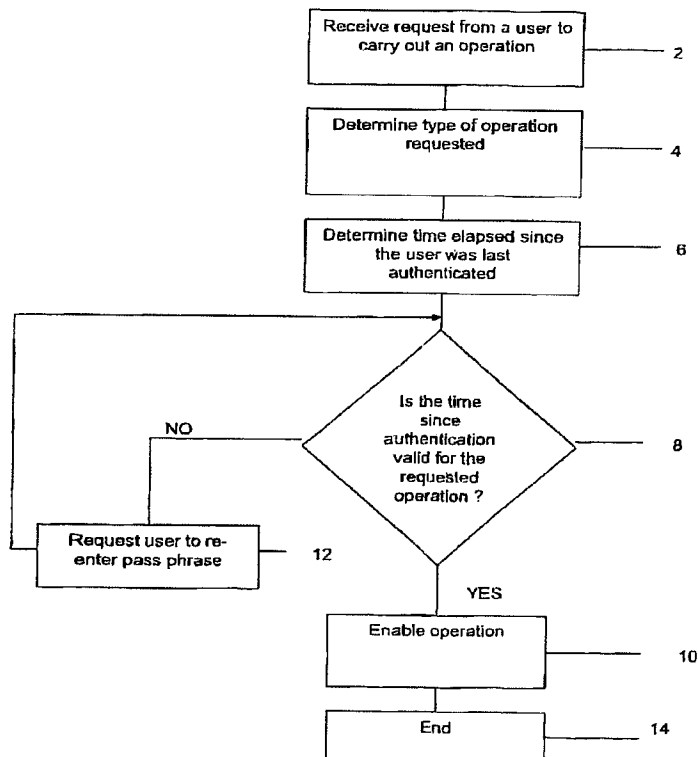 Receive request from a user to
carry out an operation
2
Determine type of operation
requested
4
Determine time elapsed since
the user was last
authenticated
6
Is the time
since
authentication
valid for the
requested
operation ?
8
NO
Request user to re-
enter pass phrase
12
YES
Enable operation
10
End
14